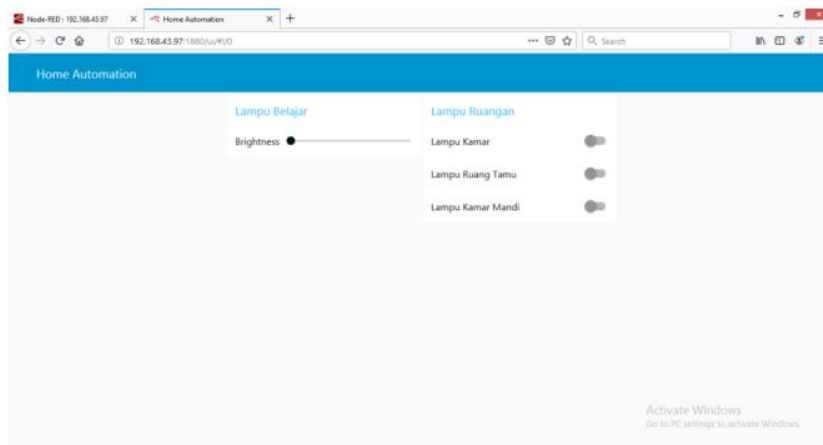 Node-RED : 192.168.43.97
Home Automation
192.168.43.97:1880/ui/#!/0
Search
Home Automation
Lampu Belajar
Brightness
Lampu Ruangan
Lampu Kamar
Lampu Ruang Tamu
Lampu Kamar Mandi
Activate Windows
Go to PC settings to activate Windows.